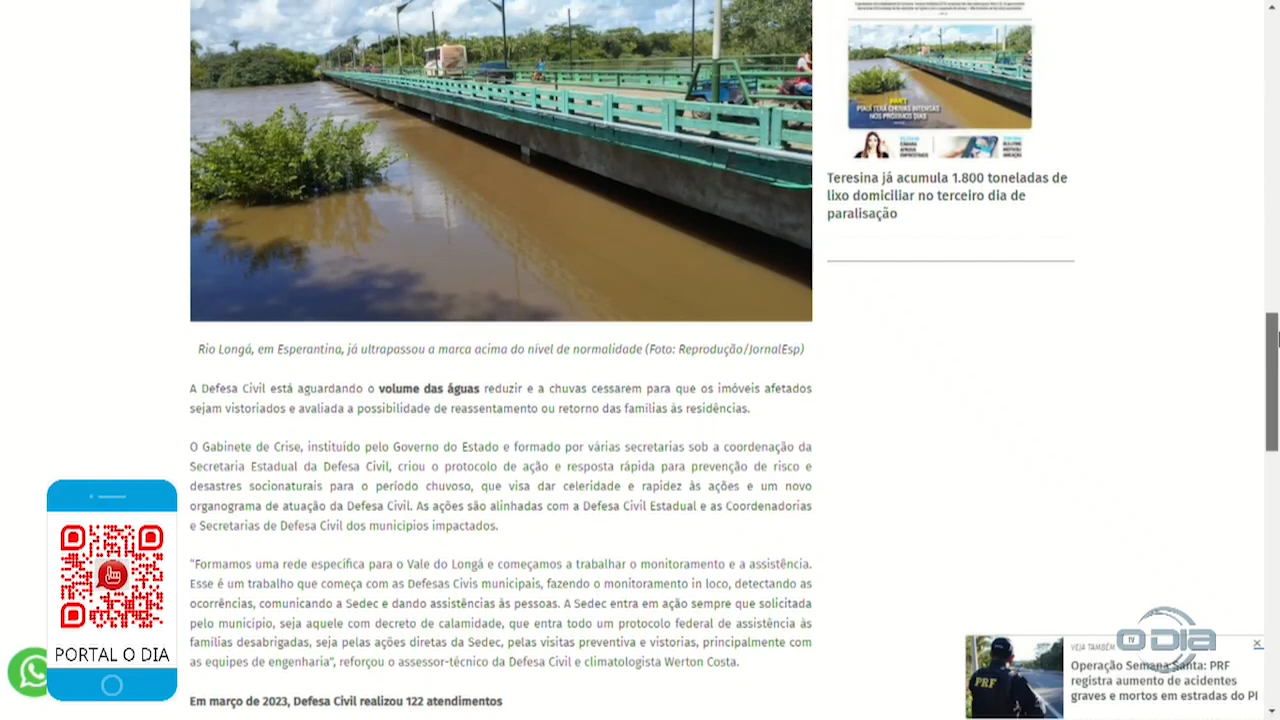 PIAUÍ TERÁ CHUVAS INTENSAS
NOS PRÓXIMOS DIAS
Teresina já acumula 1.800 toneladas de
lixo domiciliar no terceiro dia de
paralisação
Rio Longá, em Esperantina, já ultrapassou a marca acima do nível de normalidade (Foto: Reprodução/JornalEsp)
A Defesa Civil está aguardando o volume das águas reduzir e a chuvas cessarem para que os imóveis afetados
sejam vistoriados e avaliada a possibilidade de reassentamento ou retorno das famílias às residências.
O Gabinete de Crise, instituído pelo Governo do Estado e formado por várias secretarias sob a coordenação da
Secretaria Estadual da Defesa Civil, criou o protocolo de ação e resposta rápida para prevenção de risco e
desastres socionaturais para o período chuvoso, que visa dar celeridade e rapidez às ações e um novo
organograma de atuação da Defesa Civil. As ações são alinhadas com a Defesa Civil Estadual e as Coordenadorias
e Secretarias de Defesa Civil dos municípios impactados.
“Formamos uma rede específica para o Vale do Longá e começamos a trabalhar o monitoramento e a assistência.
Esse é um trabalho que começa com as Defesas Civis municipais, fazendo o monitoramento in loco, detectando as
ocorrências, comunicando a Sedec e dando assistências às pessoas. A Sedec entra em ação sempre que solicitada
pelo município, seja aquele com decreto de calamidade, que entra todo um protocolo federal de assistência às
famílias desabrigadas, seja pelas ações diretas da Sedec, pelas visitas preventiva e vistorias, principalmente com
as equipes de engenharia”, reforçou o assessor-técnico da Defesa Civil e climatologista Werton Costa.
Em março de 2023, Defesa Civil realizou 122 atendimentos
PORTAL O DIA
TV O DIA
VEJA TAMBÉM
PRF
Operação Semana Santa: PRF
registra aumento de acidentes
graves e mortos em estradas do PI